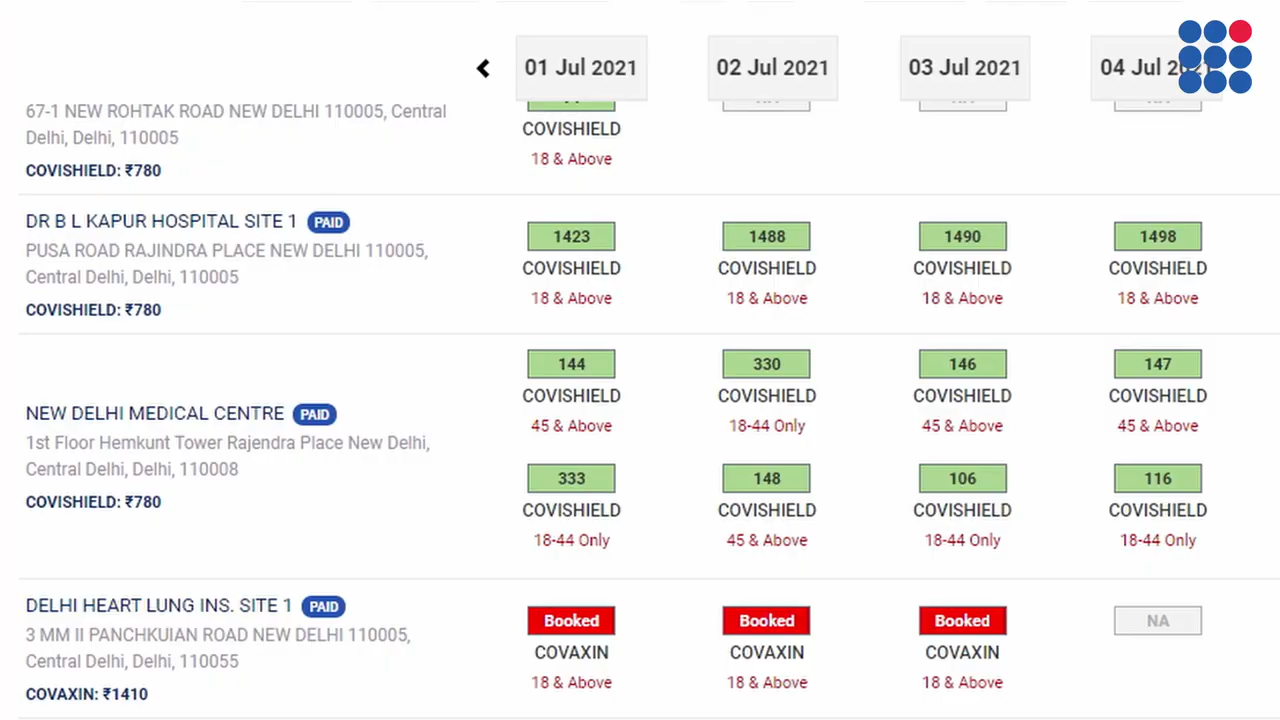 01 Jul 2021
02 Jul 2021
03 Jul 2021
04 Jul
67-1 NEW ROHTAK ROAD NEW DELHI 110005, Central
Delhi, Delhi, 110005
COVISHIELD: ₹780
COVISHIELD
18 & Above
DR B L KAPUR HOSPITAL SITE 1 PAID
PUSA ROAD RAJINDRA PLACE NEW DELHI 110005,
Central Delhi, Delhi, 110005
COVISHIELD: ₹780
1423 1488 1490 1498
COVISHIELD COVISHIELD COVISHIELD COVISHIELD
18 & Above 18 & Above 18 & Above 18 & Above
NEW DELHI MEDICAL CENTRE PAID
1st Floor Hemkunt Tower Rajendra Place New Delhi,
Central Delhi, Delhi, 110008
COVISHIELD: ₹780
144 330 146 147
COVISHIELD COVISHIELD COVISHIELD COVISHIELD
45 & Above 18-44 Only 45 & Above 45 & Above
333 148 106 116
COVISHIELD COVISHIELD COVISHIELD COVISHIELD
18-44 Only 45 & Above 18-44 Only 18-44 Only
DELHI HEART LUNG INS. SITE 1 PAID
3 MM II PANCHKUIAN ROAD NEW DELHI 110005,
Central Delhi, Delhi, 110055
COVAXIN: ₹1410
Booked Booked Booked NA
COVAXIN COVAXIN COVAXIN
18 & Above 18 & Above 18 & Above